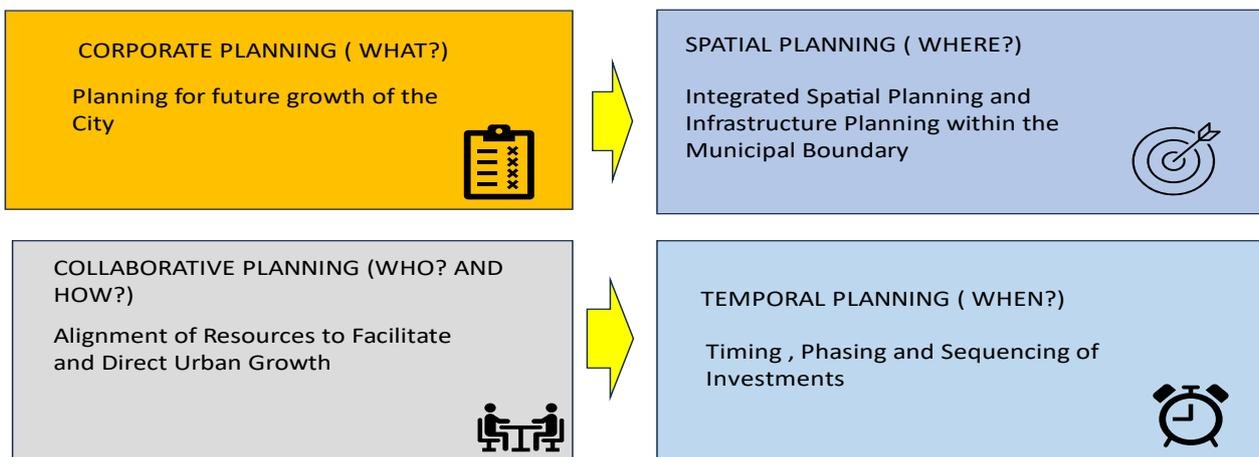 CORPORATE PLANNING ( WHAT?)
Planning for future growth of the
City
SPATIAL PLANNING ( WHERE?)
Integrated Spatial Planning and
Infrastructure Planning within the
Municipal Boundary
COLLABORATIVE PLANNING (WHO? AND
HOW?)
Alignment of Resources to Facilitate
and Direct Urban Growth
TEMPORAL PLANNING ( WHEN?)
Timing , Phasing and Sequencing of
Investments